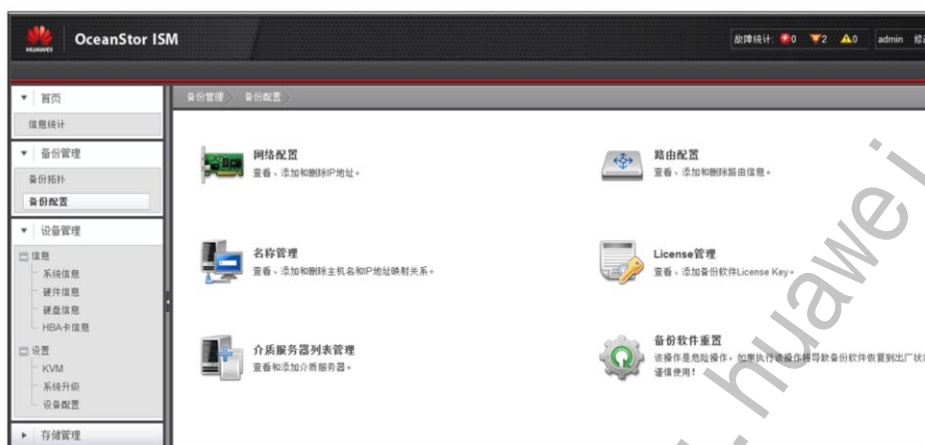 HUAWEI
OceanStor ISM
故障统计: 0 2 0 admin
首页
信息统计
备份管理
备份拓扑
备份配置
设备管理
信息
系统信息
硬件信息
硬盘信息
HBA卡信息
设置
KVM
系统升级
设备配置
存储管理
备份管理 备份配置
网络配置
查看、添加和删除IP地址。
路由配置
查看、添加和删除路由信息。
名称管理
查看、添加和删除主机名和IP地址映射关系。
License管理
查看、添加备份软件License Key。
介质服务器列表管理
查看和添加介质服务器。
备份软件重置
该操作是危险操作，如果执行该操作将导致备份软件恢复到出厂状
谨慎使用！
.huawei